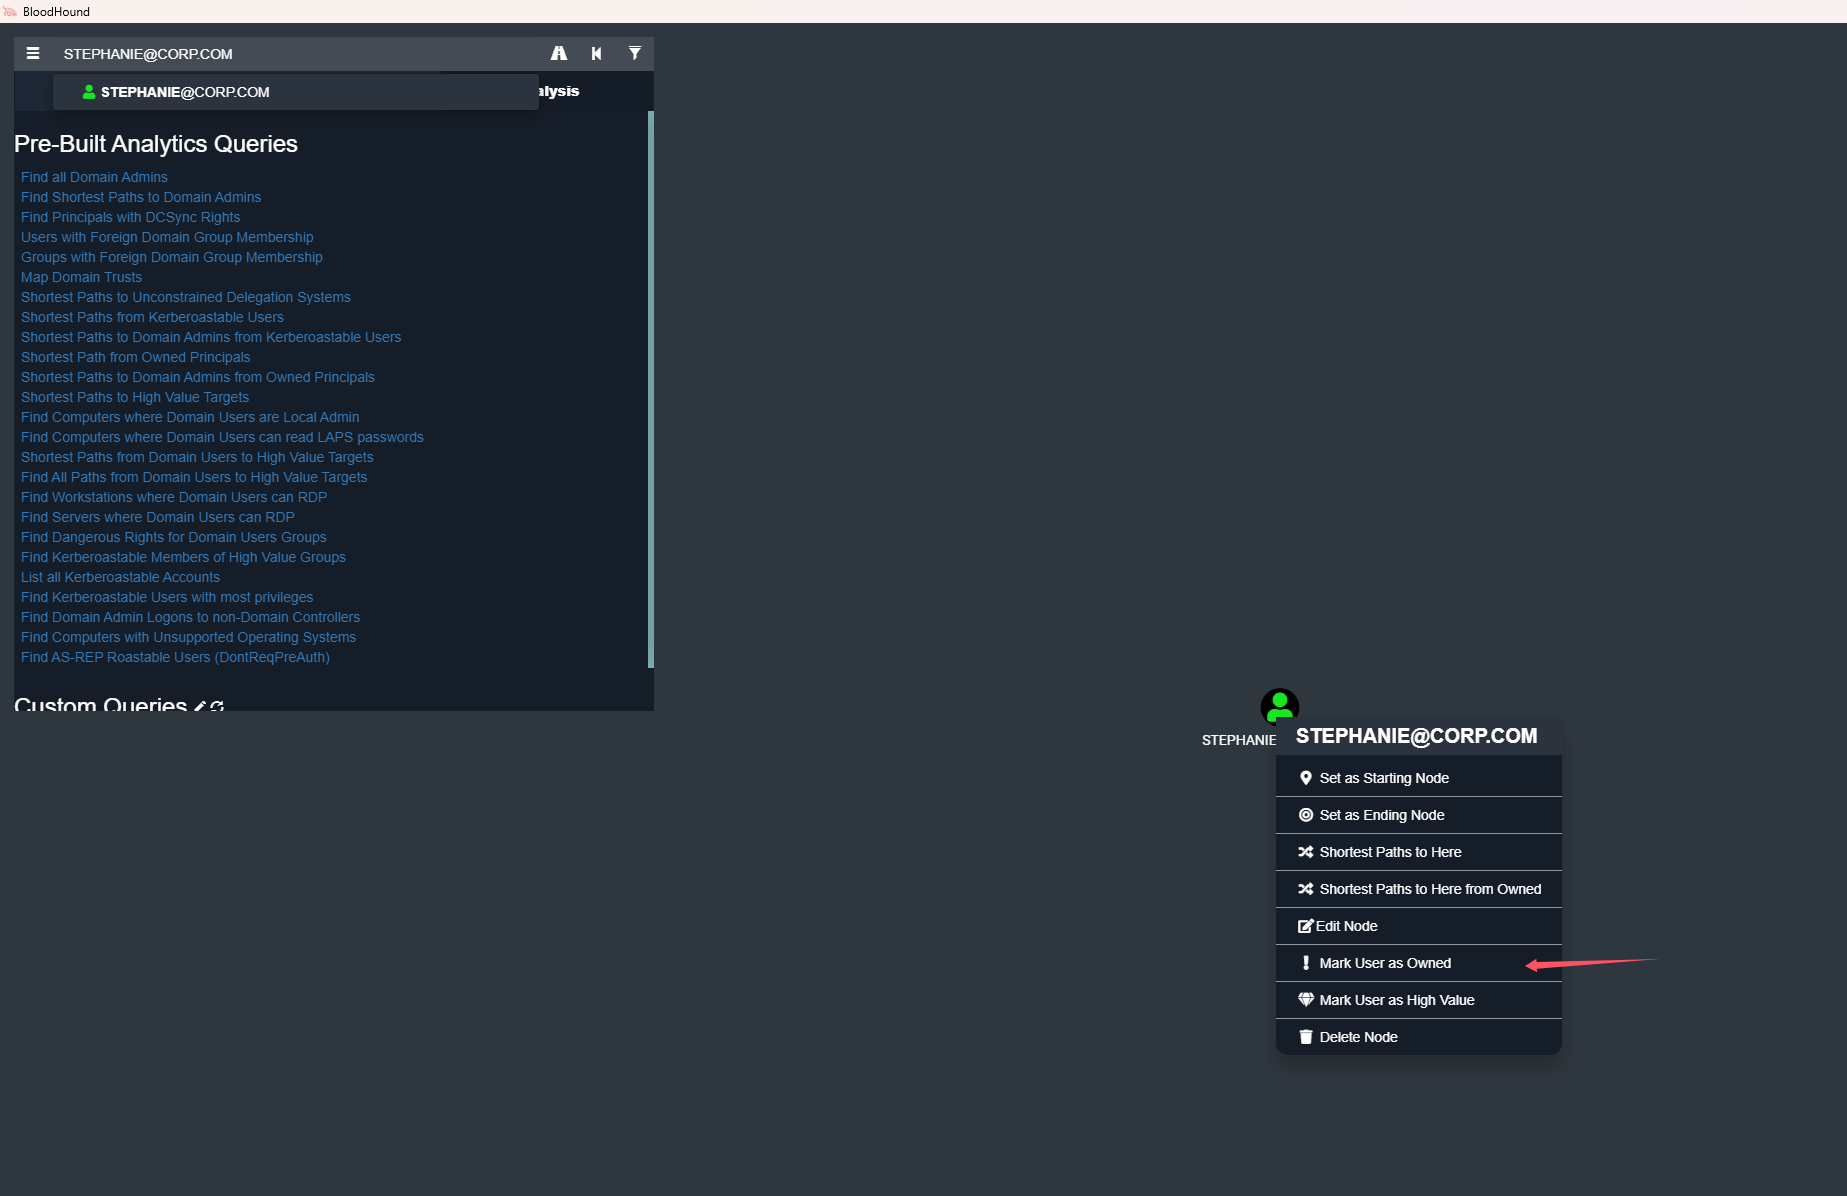 BloodHound
STEPHANIE@CORP.COM
STEPHANIE@CORP.COM
alysis
Pre-Built Analytics Queries
Find all Domain Admins
Find Shortest Paths to Domain Admins
Find Principals with DCSync Rights
Users with Foreign Domain Group Membership
Groups with Foreign Domain Group Membership
Map Domain Trusts
Shortest Paths to Unconstrained Delegation Systems
Shortest Paths from Kerberoastable Users
Shortest Paths to Domain Admins from Kerberoastable Users
Shortest Path from Owned Principals
Shortest Paths to Domain Admins from Owned Principals
Shortest Paths to High Value Targets
Find Computers where Domain Users are Local Admin
Find Computers where Domain Users can read LAPS passwords
Shortest Paths from Domain Users to High Value Targets
Find All Paths from Domain Users to High Value Targets
Find Workstations where Domain Users can RDP
Find Servers where Domain Users can RDP
Find Dangerous Rights for Domain Users Groups
Find Kerberoastable Members of High Value Groups
List all Kerberoastable Accounts
Find Kerberoastable Users with most privileges
Find Domain Admin Logons to non-Domain Controllers
Find Computers with Unsupported Operating Systems
Find AS-REP Roastable Users (DontReqPreAuth)
Custom Queries
STEPHANIE
STEPHANIE@CORP.COM
Set as Starting Node
Set as Ending Node
Shortest Paths to Here
Shortest Paths to Here from Owned
Edit Node
Mark User as Owned
Mark User as High Value
Delete Node